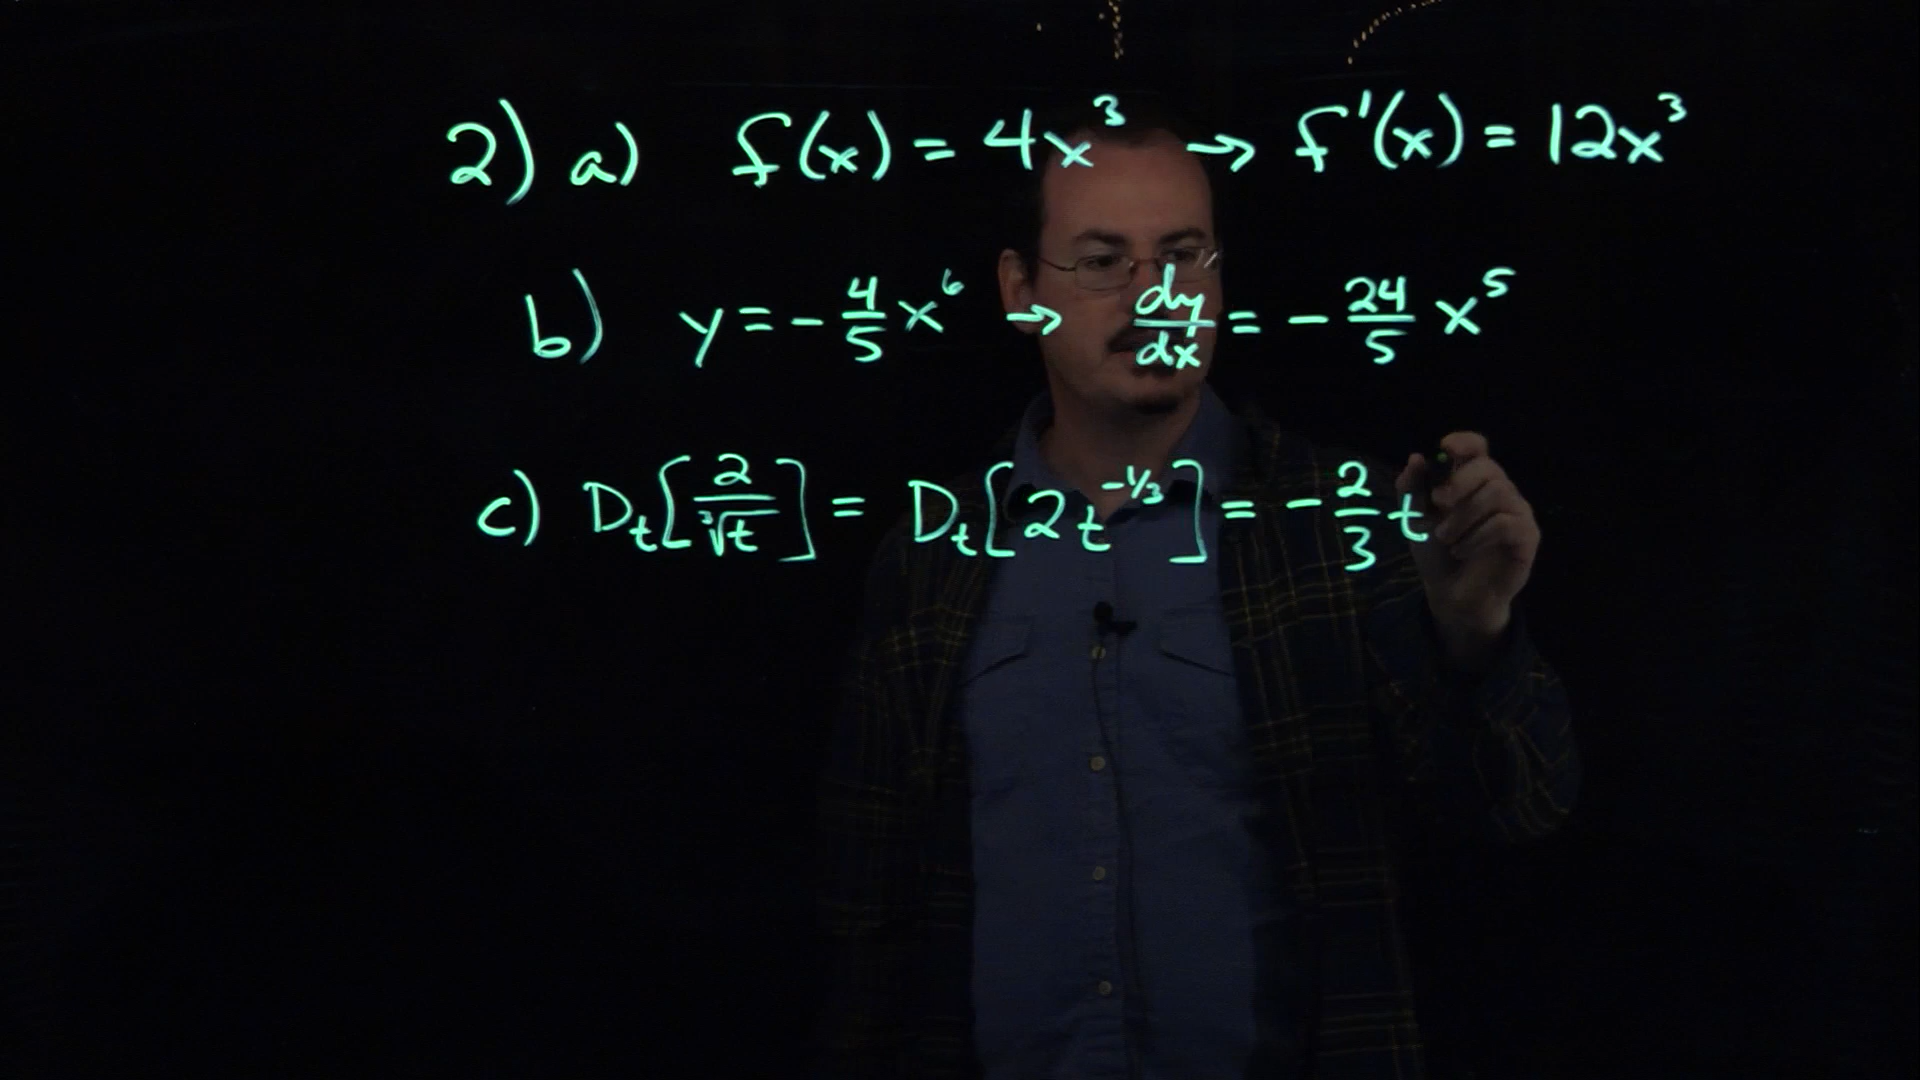 2) a) f(x) = 4x³ → f'(x) = 12x³
b) y = -4/5 x⁶ → dy/dx = -24/5 x⁵
c) Dₜ[2/∛t] = Dₜ[2t^(-1/3)] = -2/3 t